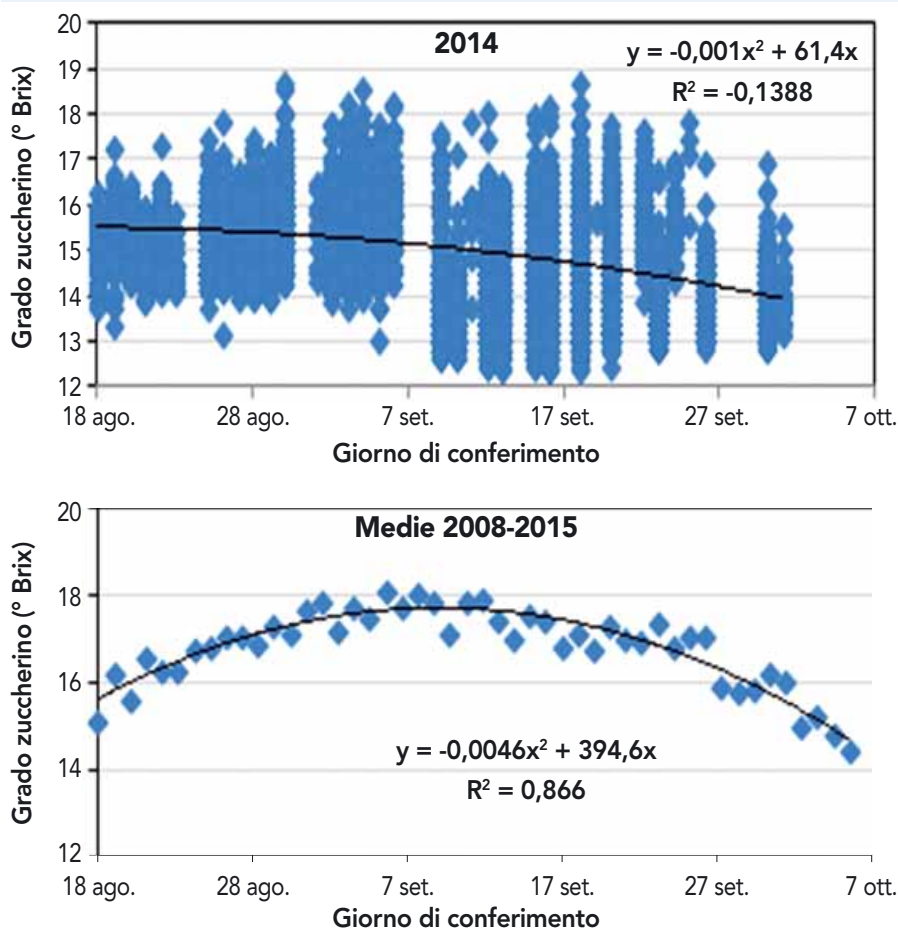 20
2014
y = -0,001x² + 61,4x
19
R² = -0,1388
18
17
16
15
14
13
12
Grado zuccherino (° Brix)
18 ago. 28 ago. 7 set. 17 set. 27 set. 7 ott.
Giorno di conferimento
20
Medie 2008-2015
18
16
y = -0,0046x² + 394,6x
14
R² = 0,866
12
Grado zuccherino (° Brix)
18 ago. 28 ago. 7 set. 17 set. 27 set. 7 ott.
Giorno di conferimento